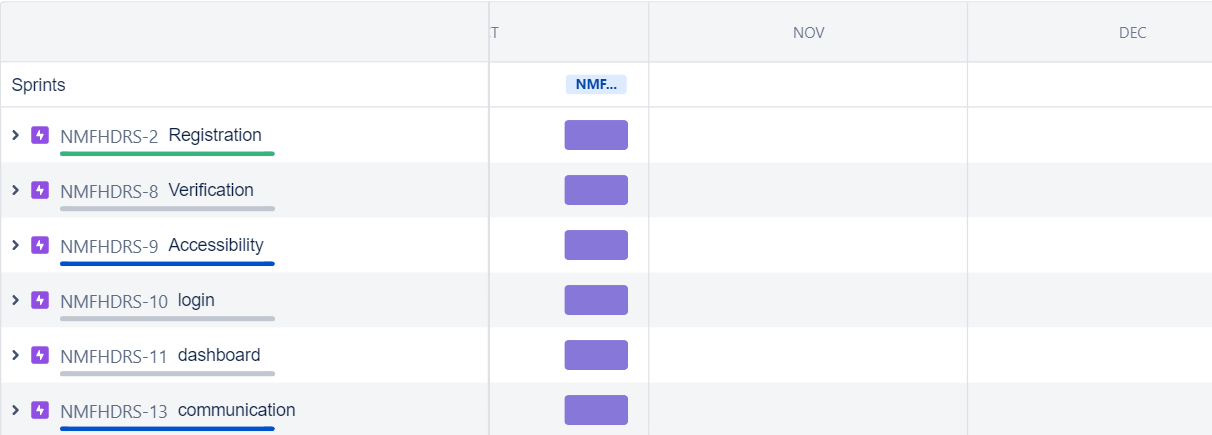 T NOV DEC
Sprints NMF...
NMFHDRS-2 Registration
NMFHDRS-8 Verification
NMFHDRS-9 Accessibility
NMFHDRS-10 login
NMFHDRS-11 dashboard
NMFHDRS-13 communication